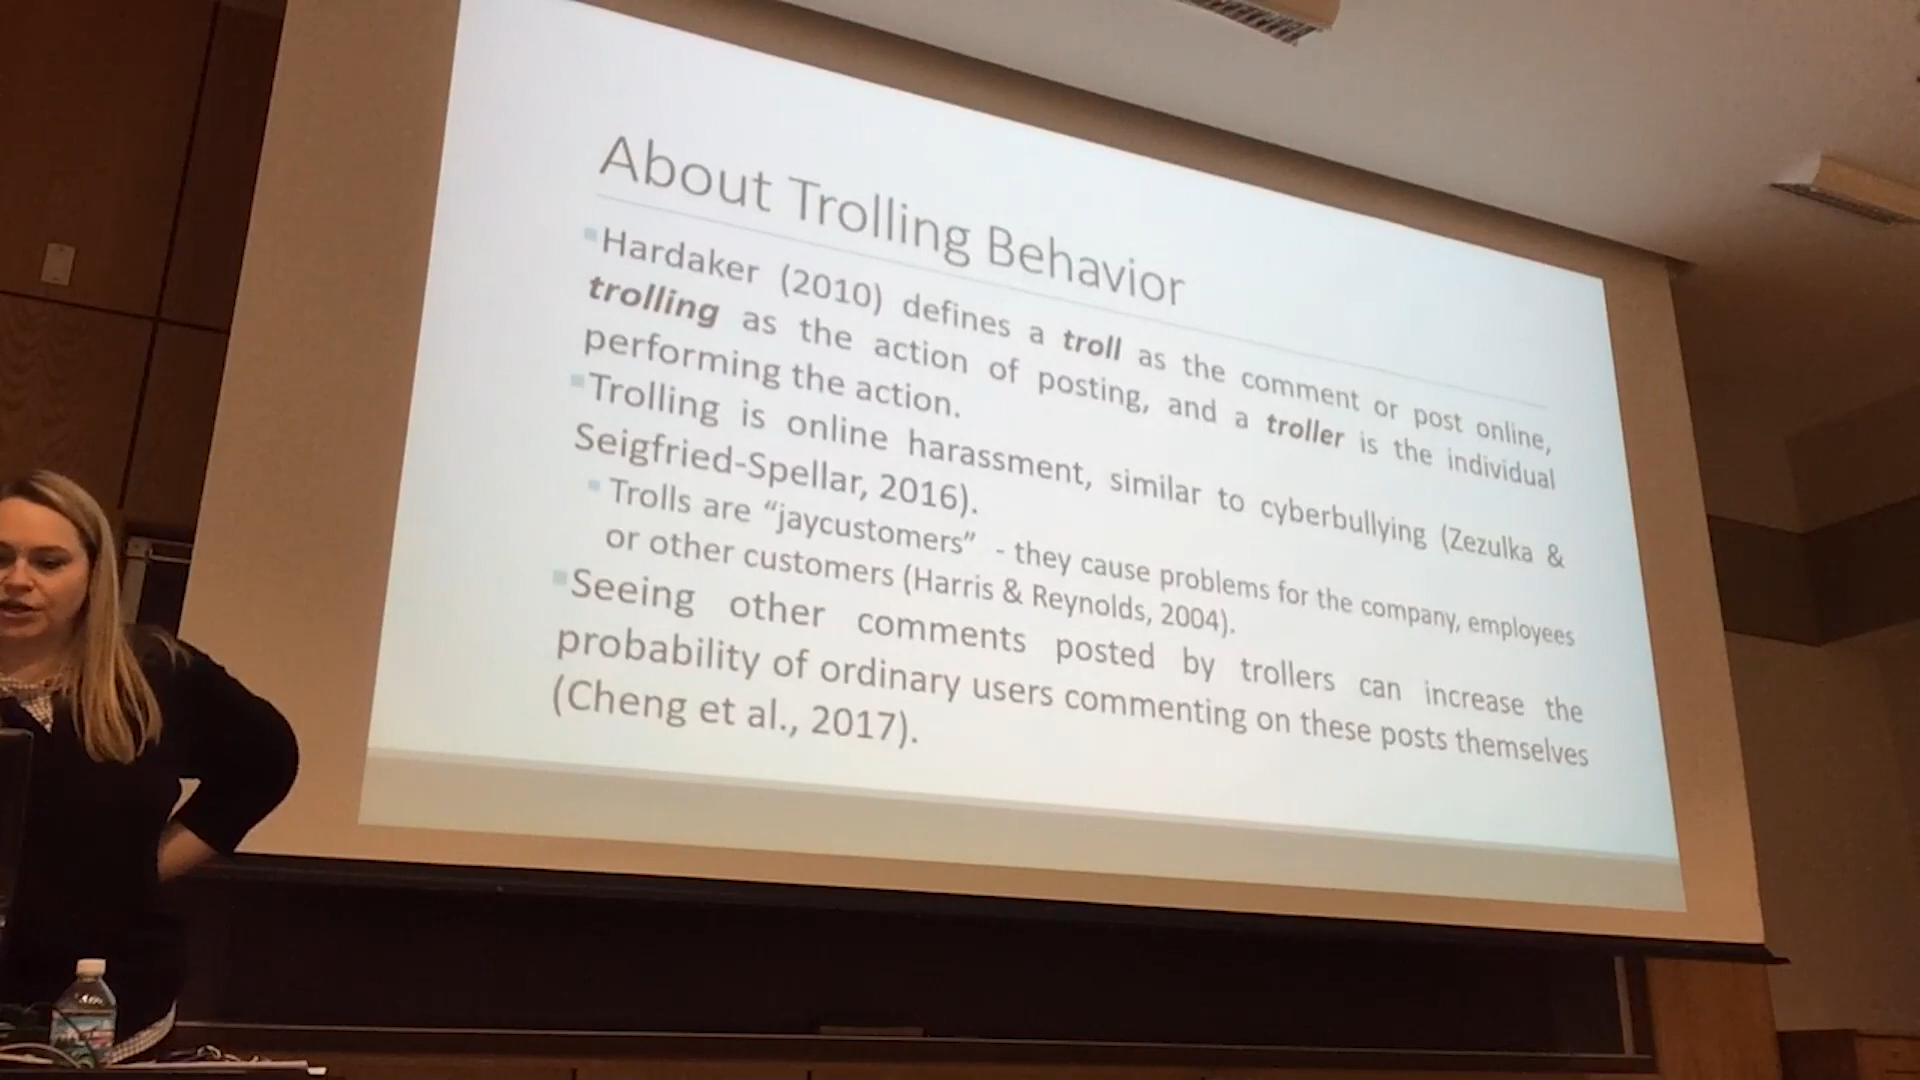 About Trolling Behavior
Hardaker (2010) defines a troll as the comment or post online,
trolling as the action of posting, and a troller is the individual
performing the action.
Trolling is online harassment, similar to cyberbullying (Zezulka &
Seigfried-Spellar, 2016).
Trolls are “jaycustomers” - they cause problems for the company, employees
or other customers (Harris & Reynolds, 2004).
Seeing other comments posted by trollers can increase the
probability of ordinary users commenting on these posts themselves
(Cheng et al., 2017).